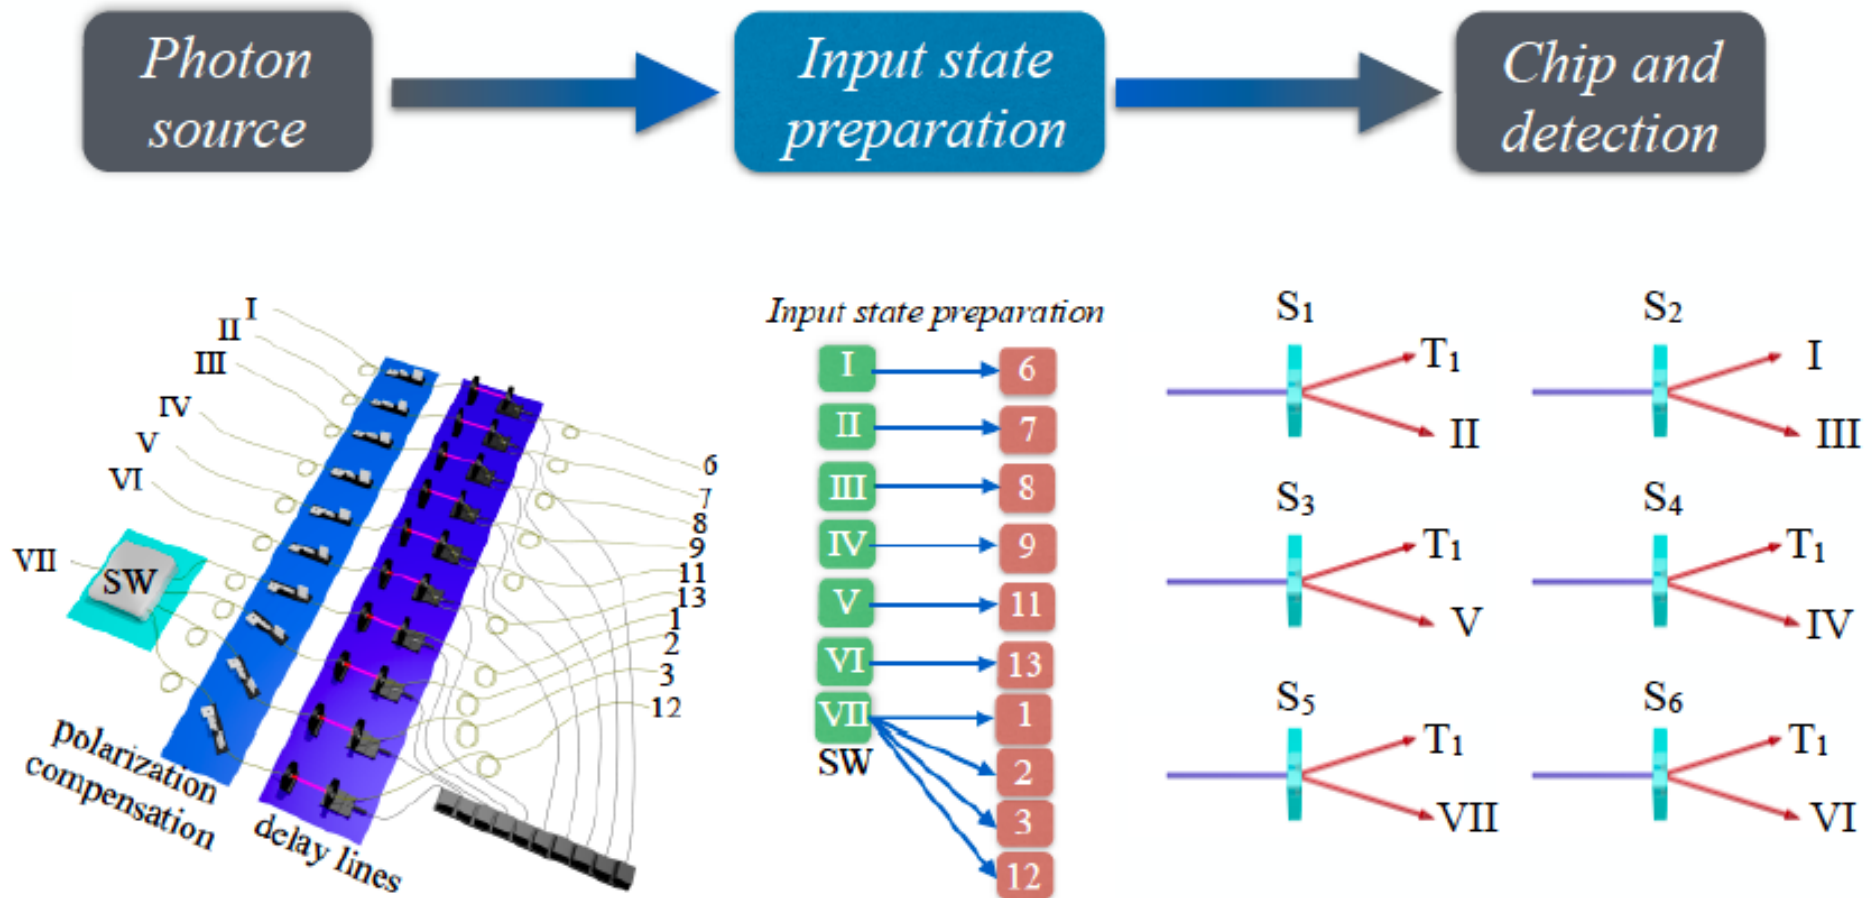 Photon
source
Input state
preparation
Chip and
detection
I
II
III
IV
V
VI
VII
SW
polarization
compensation
delay lines
6
7
8
9
11
13
1
2
3
12
Input state preparation
I 6
II 7
III 8
IV 9
V 11
VI 13
VII 1
SW
2
3
12
S1
T1
II
S2
I
III
S3
T1
V
S4
T1
IV
S5
T1
VII
S6
T1
VI